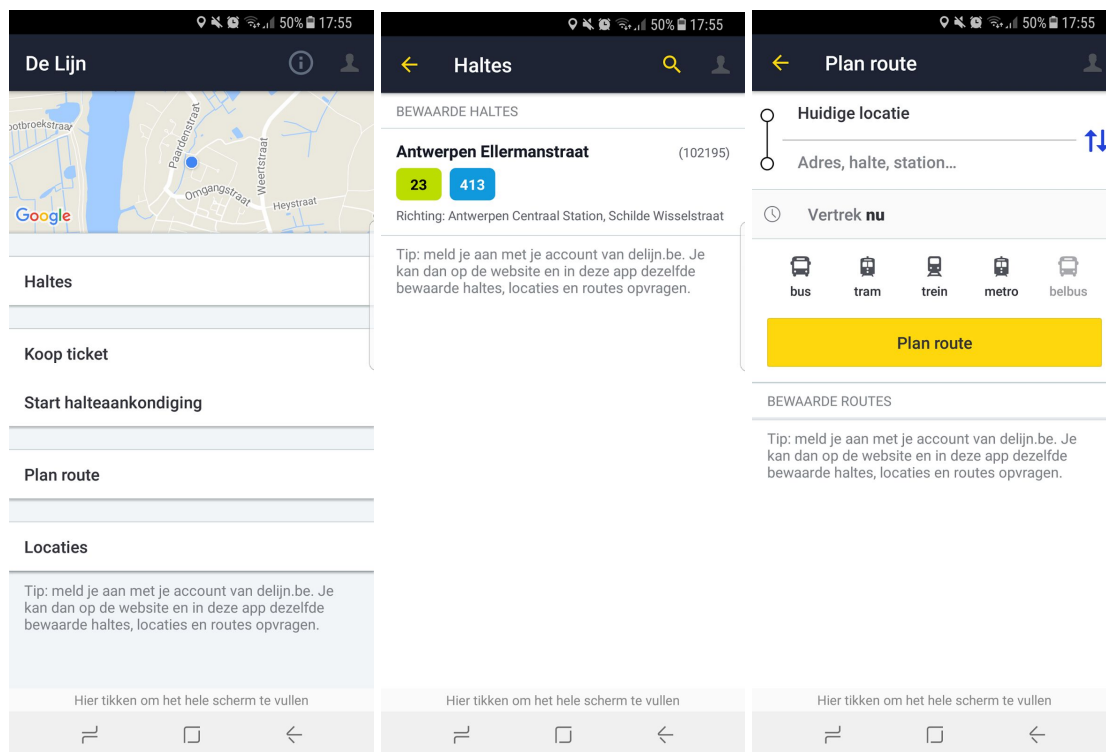 50% 17:55
De Lijn
Paardenstraat
Weertstraat
Omgangstraat
Heystraat
Google
Haltes
Koop ticket
Start halteaankondiging
Plan route
Locaties
Tip: meld je aan met je account van delijn.be. Je
kan dan op de website en in deze app dezelfde
bewaarde haltes, locaties en routes opvragen.
Hier tikken om het hele scherm te vullen
50% 17:55
Haltes
BEWAARDE HALTES
Antwerpen Ellermanstraat (102195)
23 413
Richting: Antwerpen Centraal Station, Schilde Wisselstraat
Tip: meld je aan met je account van delijn.be. Je
kan dan op de website en in deze app dezelfde
bewaarde haltes, locaties en routes opvragen.
Hier tikken om het hele scherm te vullen
50% 17:55
Plan route
Huidige locatie
Adres, halte, station...
Vertrek nu
bus tram trein metro belbus
Plan route
BEWAARDE ROUTES
Tip: meld je aan met je account van delijn.be. Je
kan dan op de website en in deze app dezelfde
bewaarde haltes, locaties en routes opvragen.
Hier tikken om het hele scherm te vullen